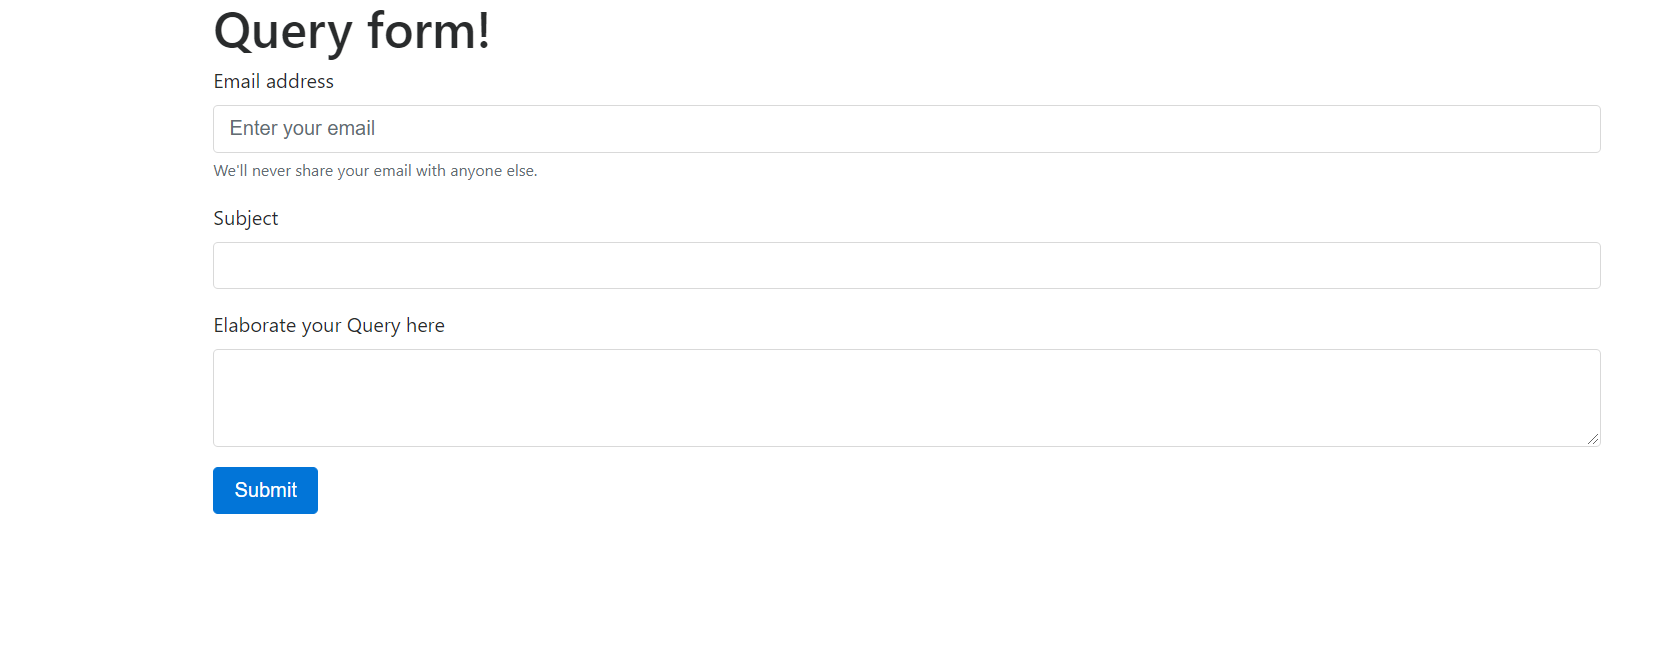 Query form!
Email address
Enter your email
We'll never share your email with anyone else.
Subject
Elaborate your Query here
Submit